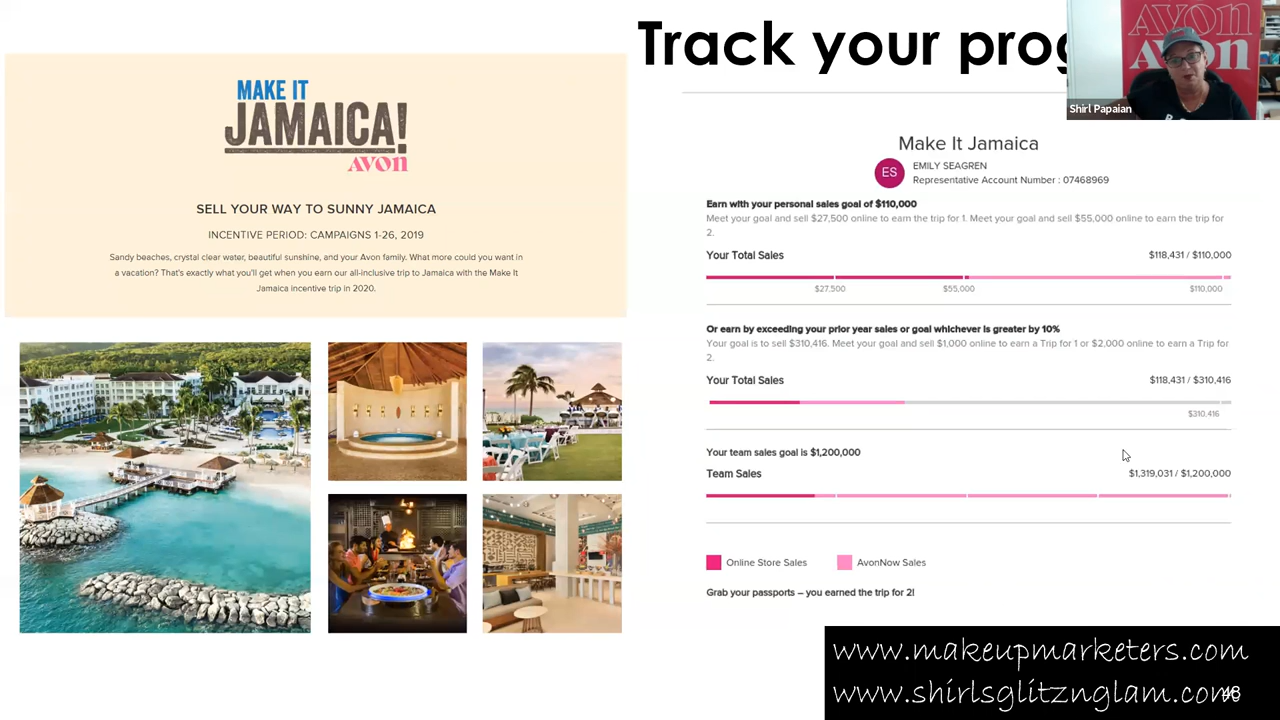 Track your prog
AVON
AVON
Shirl Papaian
MAKE IT
JAMAICA!
AVON
SELL YOUR WAY TO SUNNY JAMAICA
INCENTIVE PERIOD: CAMPAIGNS 1-26, 2019
Sandy beaches, crystal clear water, beautiful sunshine, and your Avon family. What more could you want in
a vacation? That's exactly what you'll get when you earn our all-inclusive trip to Jamaica with the Make It
Jamaica incentive trip in 2020.
Make It Jamaica
ES
EMILY SEAGREN
Representative Account Number : 07468969
Earn with your personal sales goal of $110,000
Meet your goal and sell $27,500 online to earn the trip for 1. Meet your goal and sell $55,000 online to earn the trip for
2.
Your Total Sales $118,431 / $110,000
$27,500 $55,000 $110,000
Or earn by exceeding your prior year sales or goal whichever is greater by 10%
Your goal is to sell $310,416. Meet your goal and sell $1,000 online to earn a Trip for 1 or $2,000 online to earn a Trip for
2.
Your Total Sales $118,431 / $310,416
$310,416
Your team sales goal is $1,200,000
Team Sales $1,319,031 / $1,200,000
Online Store Sales AvonNow Sales
Grab your passports – you earned the trip for 2!
www.makeupmarketers.com
www.shirlsglitznglam.com